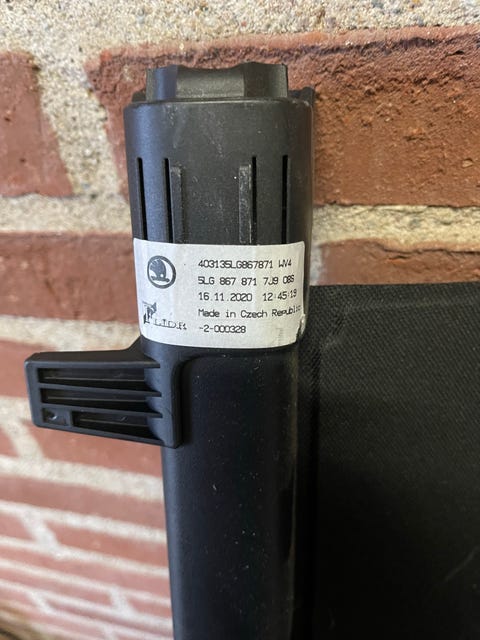 403135LG867871 WV4
5LG 867 871 7J9 OBS
16.11.2020 12:45:19
Made in Czech Republic
-2-000328